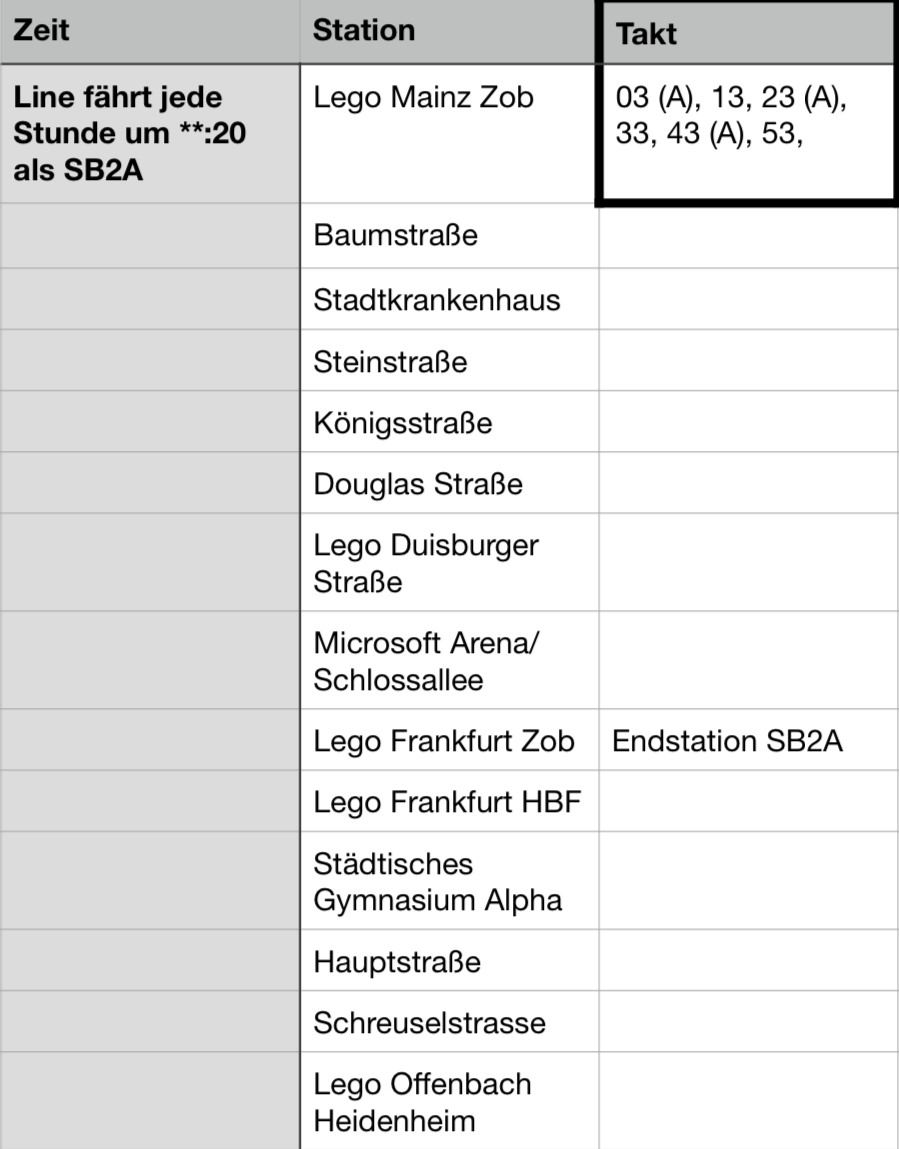 Zeit Station Takt
Line fährt jede
Stunde um **:20
als SB2A
Lego Mainz Zob
03 (A), 13, 23 (A),
33, 43 (A), 53,
Baumstraße
Stadtkrankenhaus
Steinstraße
Königsstraße
Douglas Straße
Lego Duisburger
Straße
Microsoft Arena/
Schlossallee
Lego Frankfurt Zob Endstation SB2A
Lego Frankfurt HBF
Städtisches
Gymnasium Alpha
Hauptstraße
Schreuselstrasse
Lego Offenbach
Heidenheim